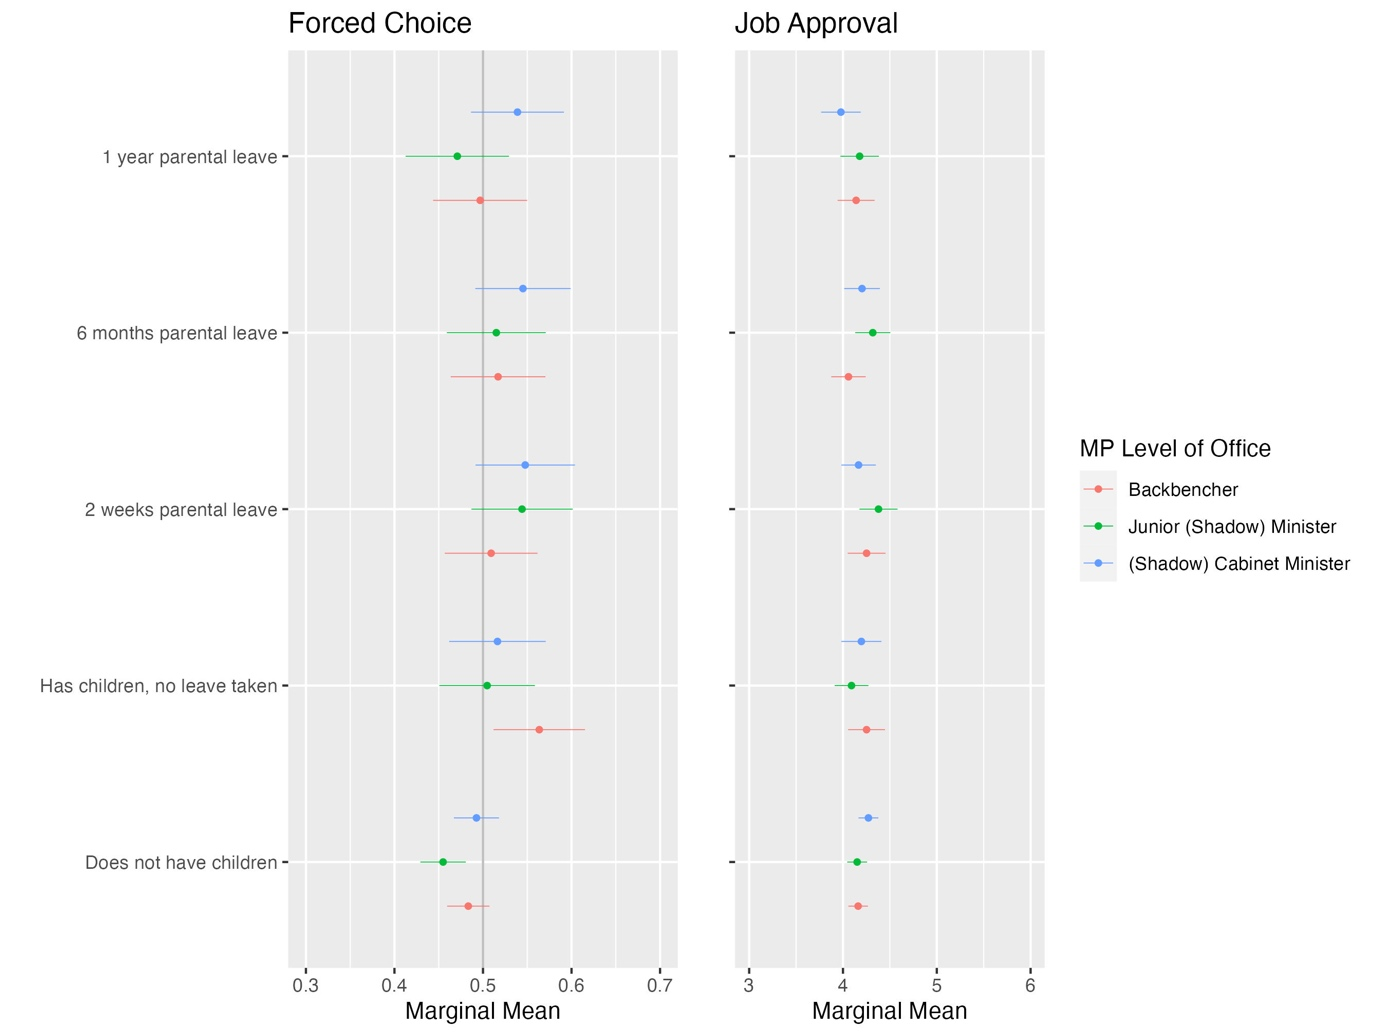 Forced Choice
Job Approval
1 year parental leave
6 months parental leave
2 weeks parental leave
Has children, no leave taken
Does not have children
0.3 0.4 0.5 0.6 0.7
Marginal Mean
3 4 5 6
Marginal Mean
MP Level of Office
Backbencher
Junior (Shadow) Minister
(Shadow) Cabinet Minister